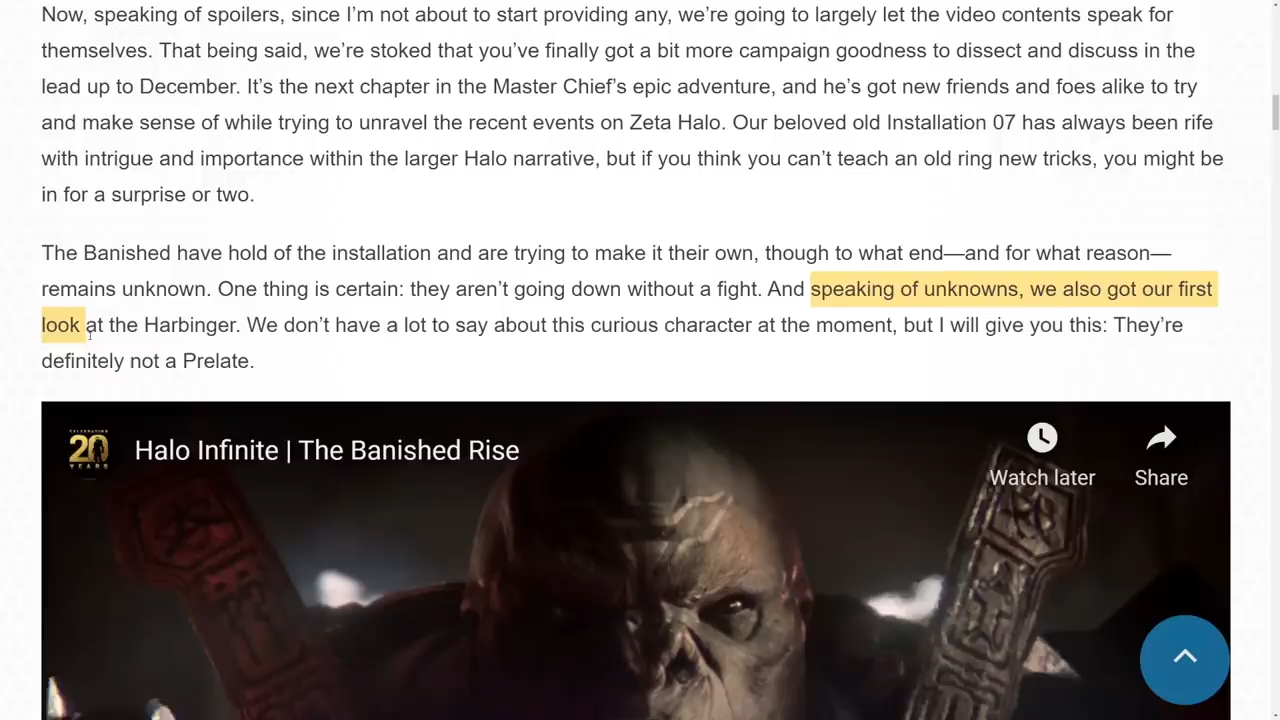 Now, speaking of spoilers, since I’m not about to start providing any, we’re going to largely let the video contents speak for
themselves. That being said, we’re stoked that you’ve finally got a bit more campaign goodness to dissect and discuss in the
lead up to December. It’s the next chapter in the Master Chief’s epic adventure, and he’s got new friends and foes alike to try
and make sense of while trying to unravel the recent events on Zeta Halo. Our beloved old Installation 07 has always been rife
with intrigue and importance within the larger Halo narrative, but if you think you can’t teach an old ring new tricks, you might be
in for a surprise or two.
The Banished have hold of the installation and are trying to make it their own, though to what end—and for what reason—
remains unknown. One thing is certain: they aren’t going down without a fight. And speaking of unknowns, we also got our first
look at the Harbinger. We don’t have a lot to say about this curious character at the moment, but I will give you this: They’re
definitely not a Prelate.
CELEBRATING
20
YEARS
Halo Infinite | The Banished Rise
Watch later
Share